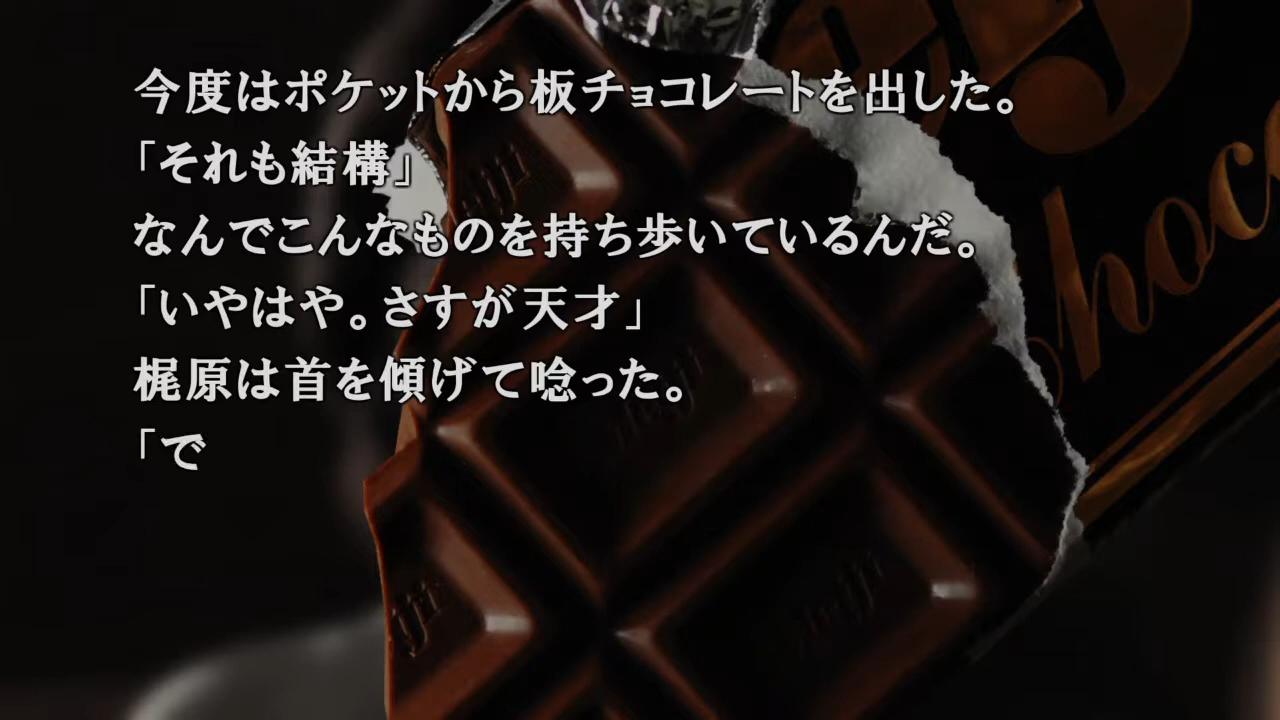 今度はポケットから板チョコレートを出した。
「それも結構」
なんでこんなものを持ち歩いているんだ。
「いやはや。さすが天才」
梶原は首を傾げて唸った。
「で
hoco
meiji